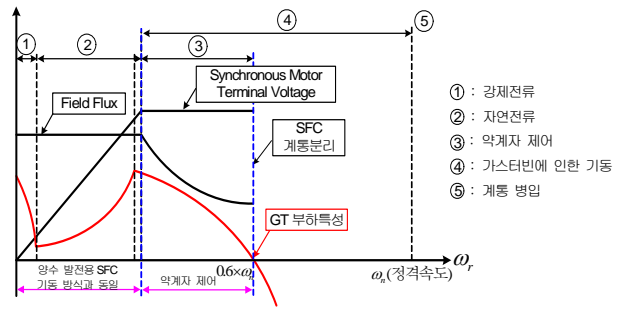 ④
⑤
①
②
③
Synchronous Motor
Terminal Voltage
Field Flux
SFC
계통분리
① : 강제전류
② : 자연전류
③ : 약계자 제어
④ : 가스터빈에 인한 기동
⑤ : 계통 병입
GT 부하특성
양수 발전용 SFC
기동 방식과 동일
약계자 제어
0.6×ωn
ωr
ωn(정격속도)